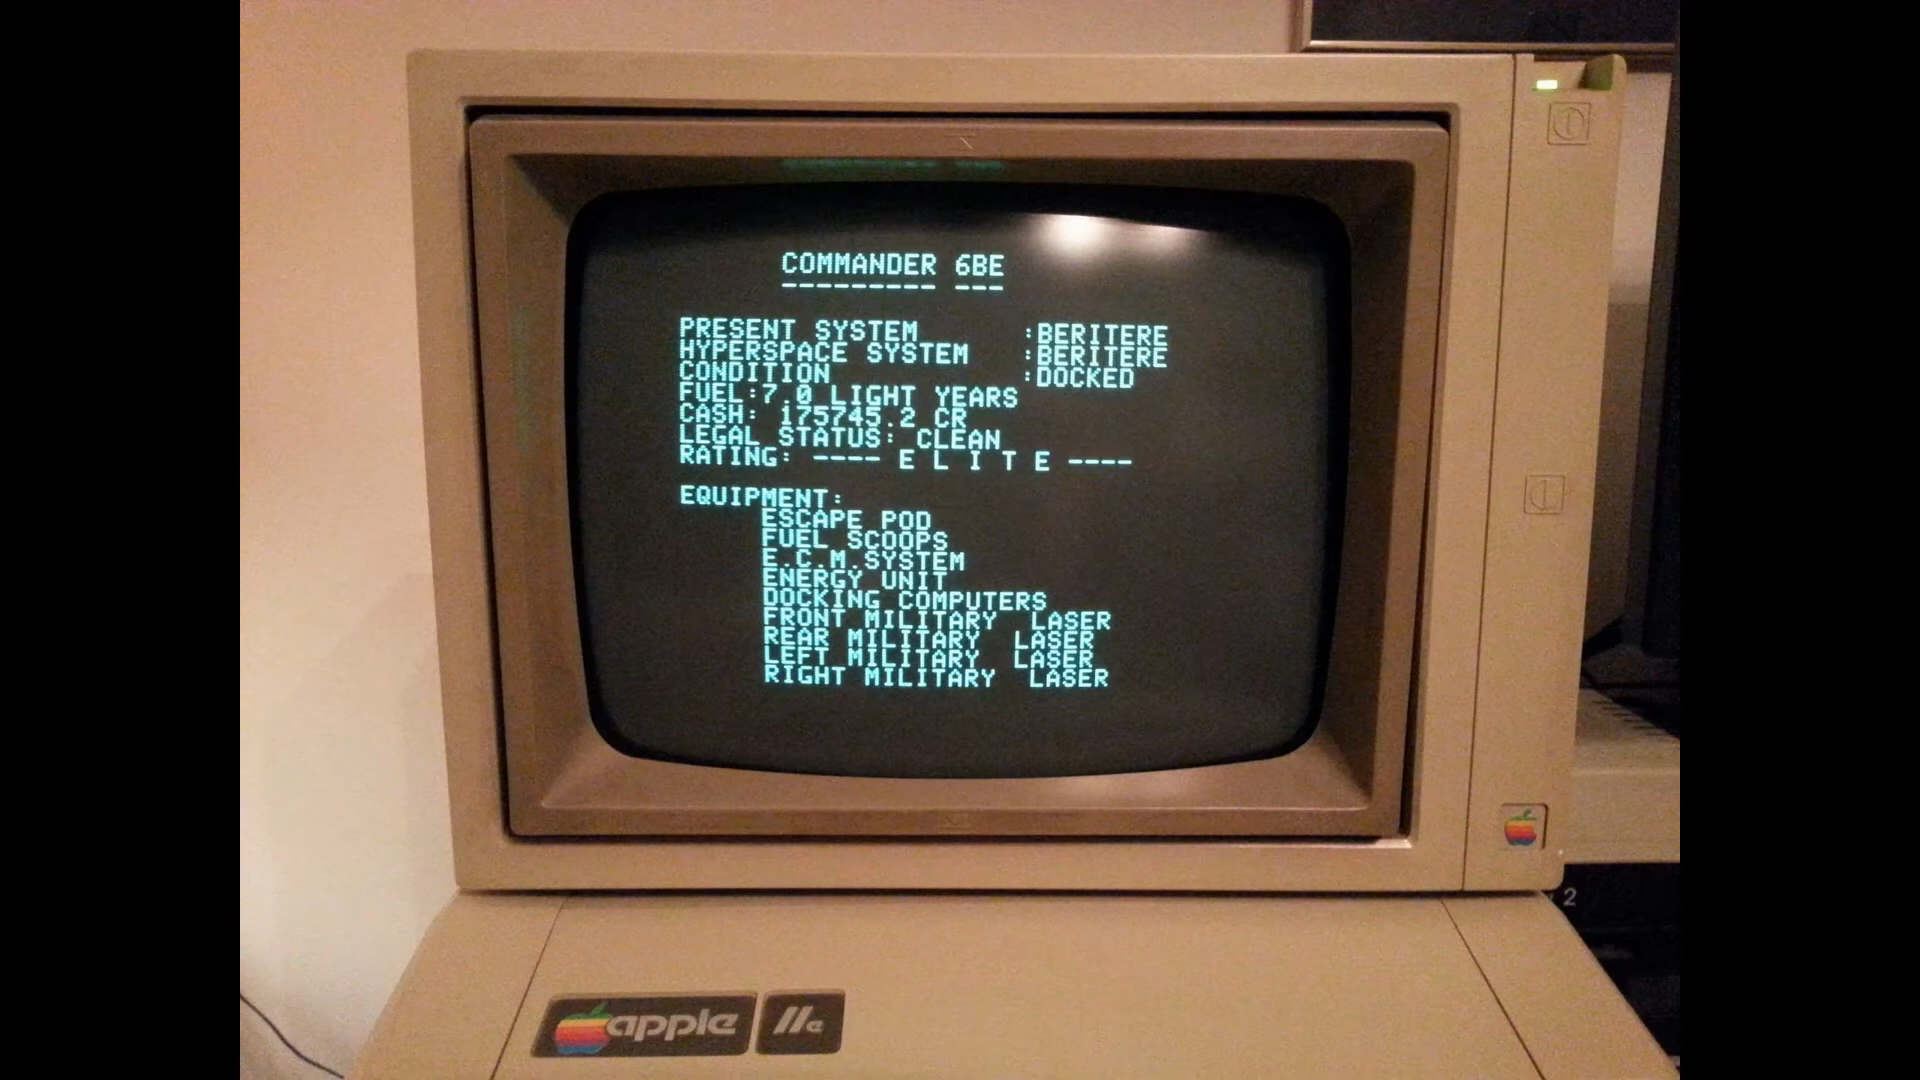 COMMANDER 6BE
--------- ---
PRESENT SYSTEM :BERITERE
HYPERSPACE SYSTEM :BERITERE
CONDITION :DOCKED
FUEL:7.0 LIGHT YEARS
CASH: 175745.2 CR
LEGAL STATUS: CLEAN
RATING: ---- E L I T E ----
EQUIPMENT:
ESCAPE POD
FUEL SCOOPS
E.C.M.SYSTEM
ENERGY UNIT
DOCKING COMPUTERS
FRONT MILITARY LASER
REAR MILITARY LASER
LEFT MILITARY LASER
RIGHT MILITARY LASER
2
apple //e